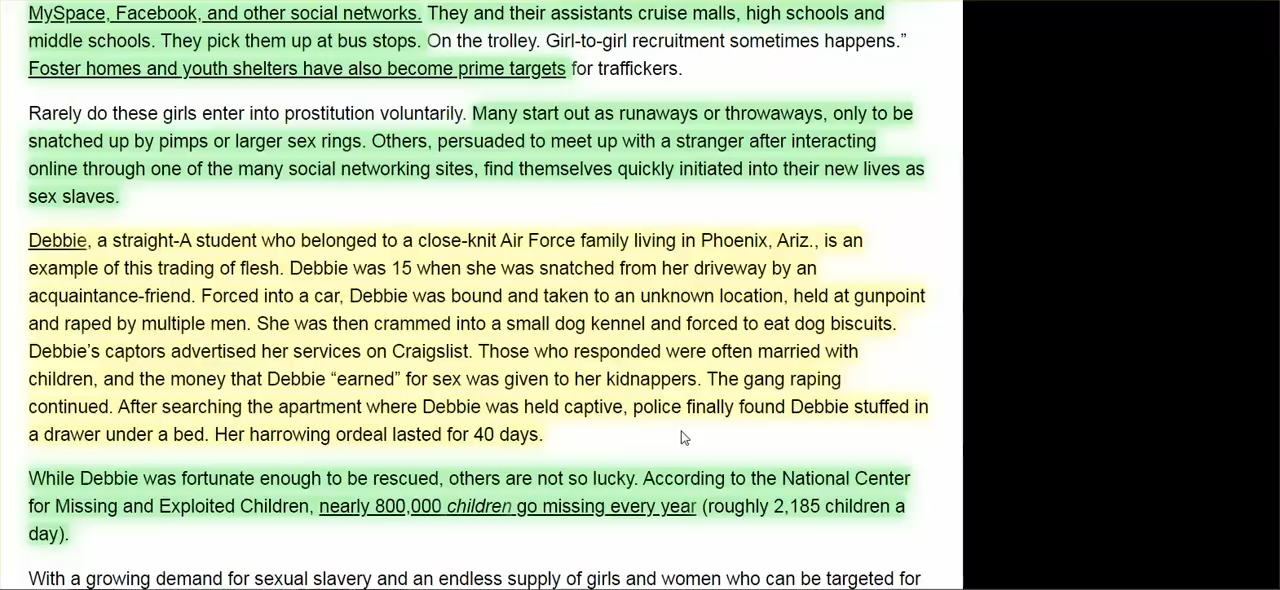 MySpace, Facebook, and other social networks. They and their assistants cruise malls, high schools and
middle schools. They pick them up at bus stops. On the trolley. Girl-to-girl recruitment sometimes happens.”
Foster homes and youth shelters have also become prime targets for traffickers.
Rarely do these girls enter into prostitution voluntarily. Many start out as runaways or throwaways, only to be
snatched up by pimps or larger sex rings. Others, persuaded to meet up with a stranger after interacting
online through one of the many social networking sites, find themselves quickly initiated into their new lives as
sex slaves.
Debbie, a straight-A student who belonged to a close-knit Air Force family living in Phoenix, Ariz., is an
example of this trading of flesh. Debbie was 15 when she was snatched from her driveway by an
acquaintance-friend. Forced into a car, Debbie was bound and taken to an unknown location, held at gunpoint
and raped by multiple men. She was then crammed into a small dog kennel and forced to eat dog biscuits.
Debbie’s captors advertised her services on Craigslist. Those who responded were often married with
children, and the money that Debbie “earned” for sex was given to her kidnappers. The gang raping
continued. After searching the apartment where Debbie was held captive, police finally found Debbie stuffed in
a drawer under a bed. Her harrowing ordeal lasted for 40 days.
While Debbie was fortunate enough to be rescued, others are not so lucky. According to the National Center
for Missing and Exploited Children, nearly 800,000 children go missing every year (roughly 2,185 children a
day).
With a growing demand for sexual slavery and an endless supply of girls and women who can be targeted for